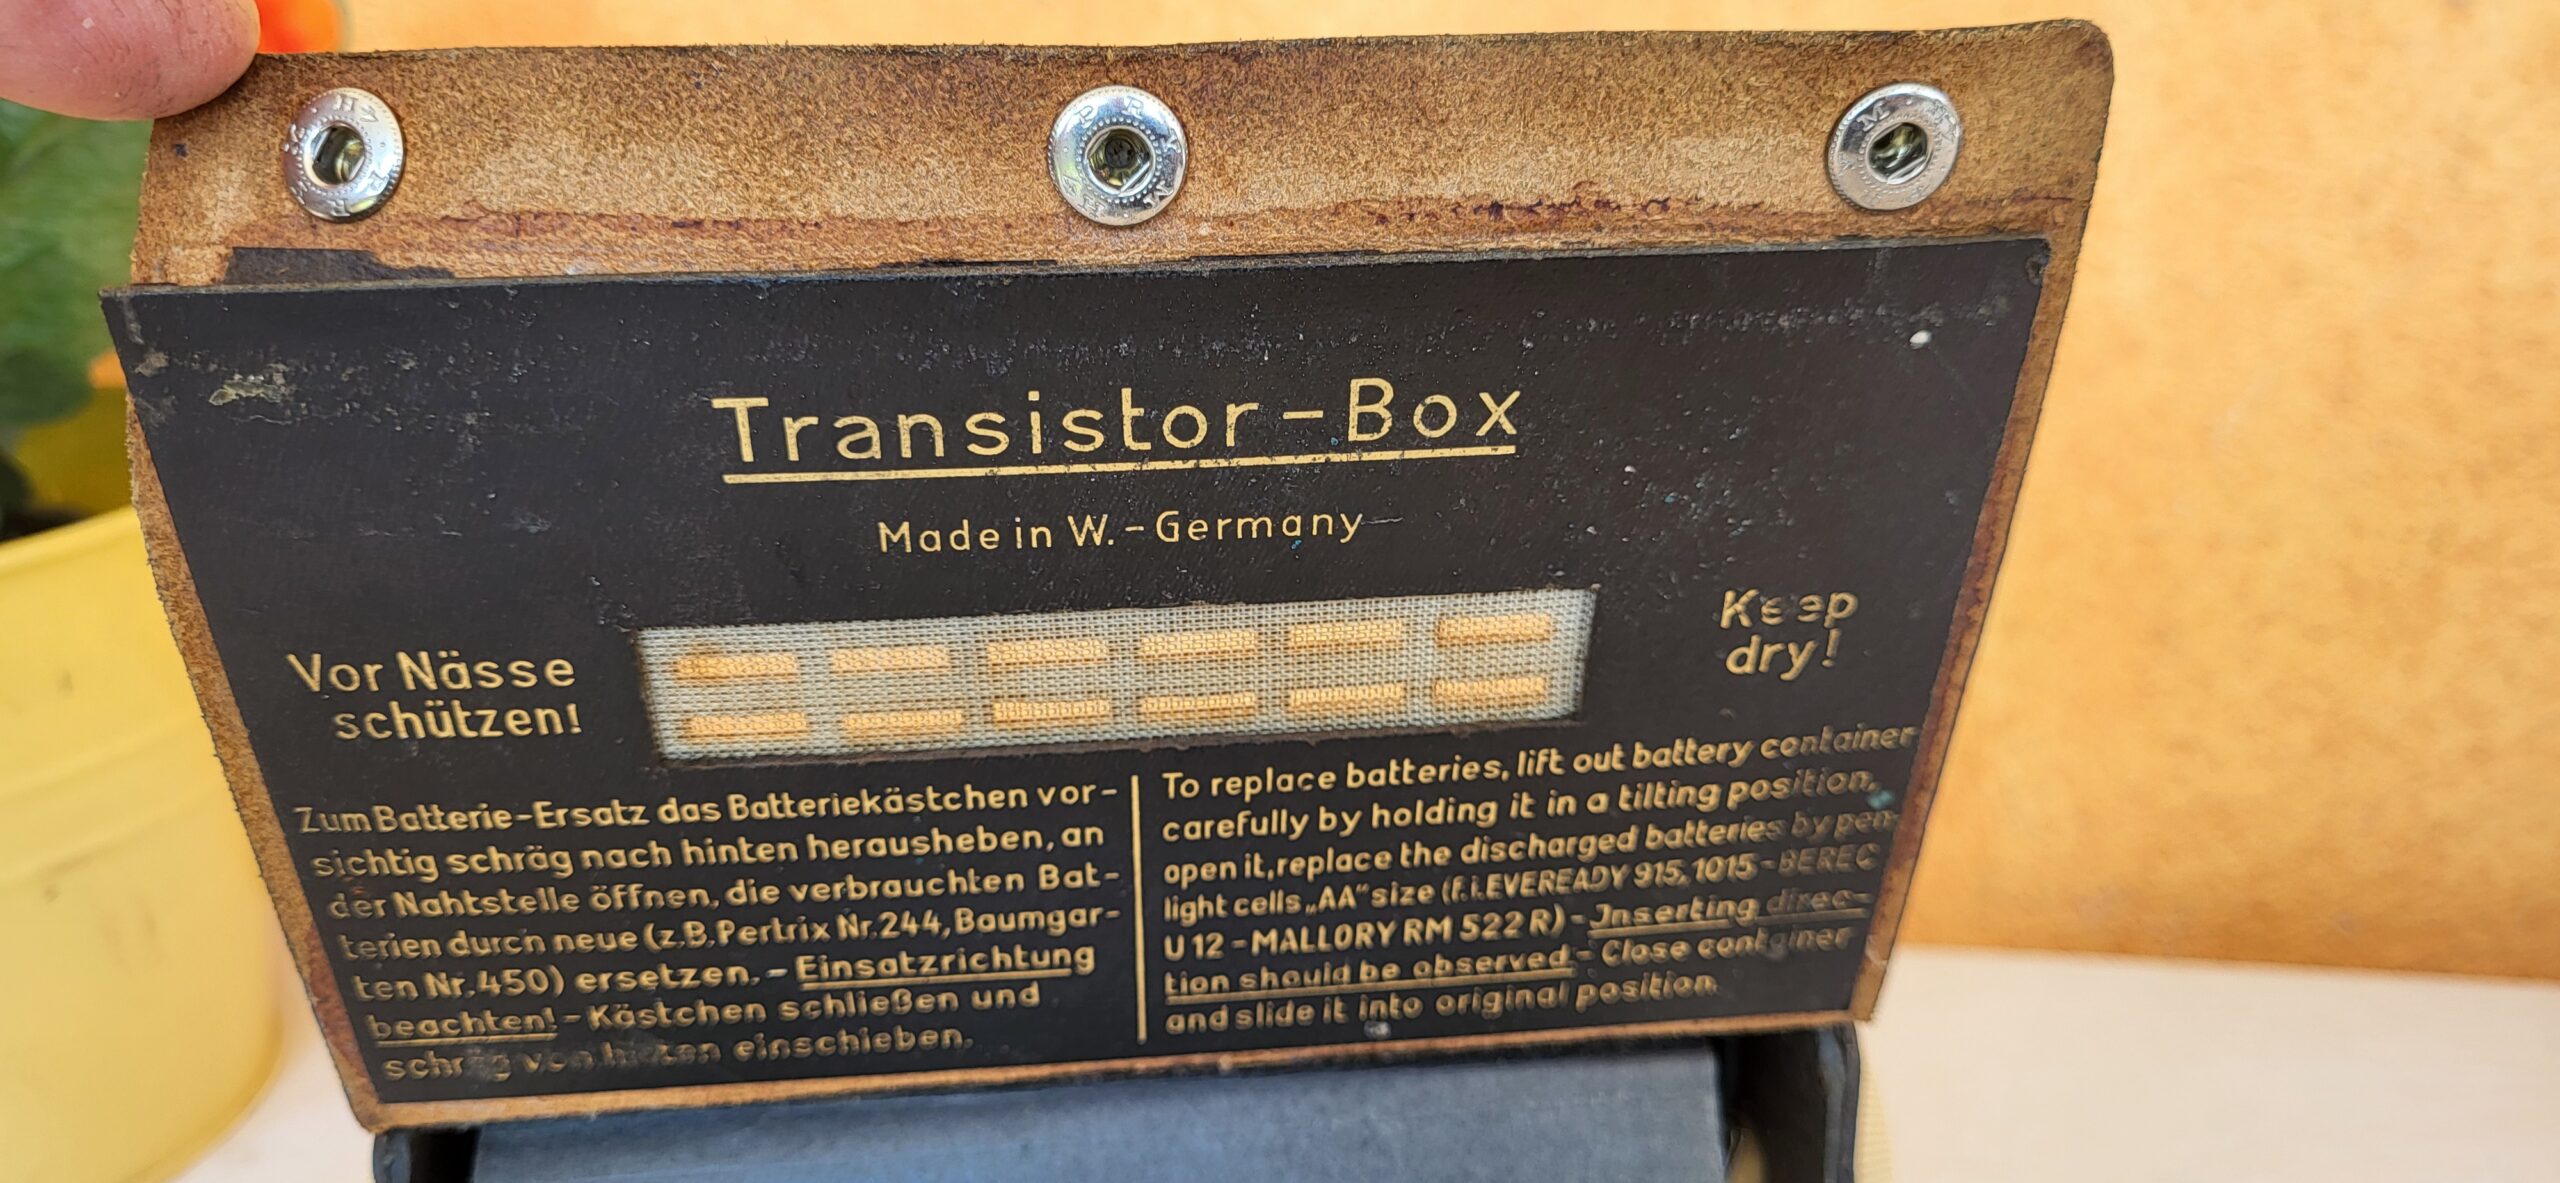 Transistor-Box
Made in W.-Germany
Vor Nässe
schützen!
Keep
dry!
Zum Batterie-Ersatz das Batteriekästchen vor-
sichtig schräg nach hinten herausheben, an
der Nahtstelle öffnen, die verbrauchten Bat-
terien durch neue (z.B. Pertrix Nr. 244, Baumgar-
ten Nr. 450) ersetzen. - Einsatzrichtung
beachten! - Kästchen schließen und
schräg von hinten einschieben.
To replace batteries, lift out battery container
carefully by holding it in a tilting position,
open it, replace the discharged batteries by pen-
light cells „AA" size (f.i. EVEREADY 915, 1015 - BEREC
U 12 - MALLORY RM 522 R) - Inserting direc-
tion should be observed - Close container
and slide it into original position.